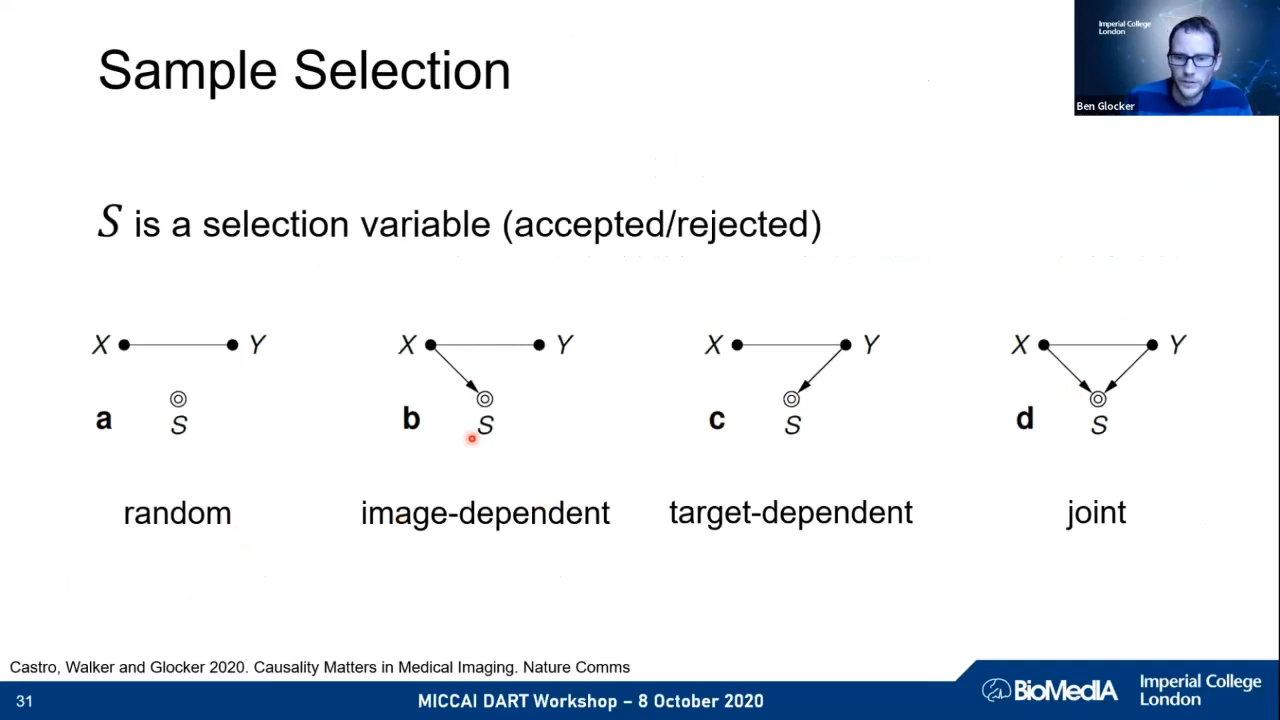 Sample Selection
Imperial College
London
Ben Glocker
S is a selection variable (accepted/rejected)
X Y
S
a
random
X Y
S
b
image-dependent
X Y
S
c
target-dependent
X Y
S
d
joint
Castro, Walker and Glocker 2020. Causality Matters in Medical Imaging. Nature Comms
31
MICCAI DART Workshop – 8 October 2020
BioMedIA
Imperial College
London